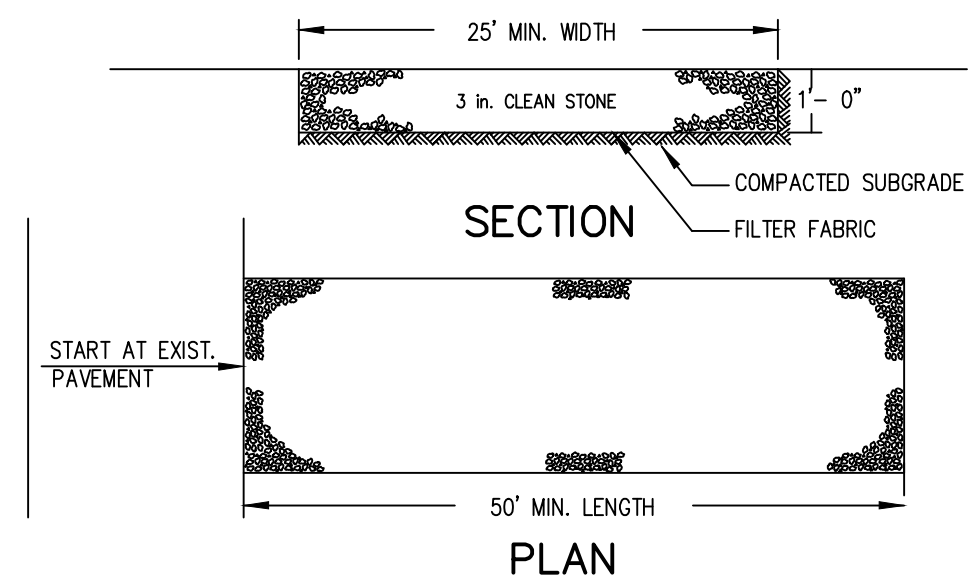 25' MIN. WIDTH
3 in. CLEAN STONE
1'- 0"
COMPACTED SUBGRADE
SECTION
FILTER FABRIC
START AT EXIST.
PAVEMENT
50' MIN. LENGTH
PLAN